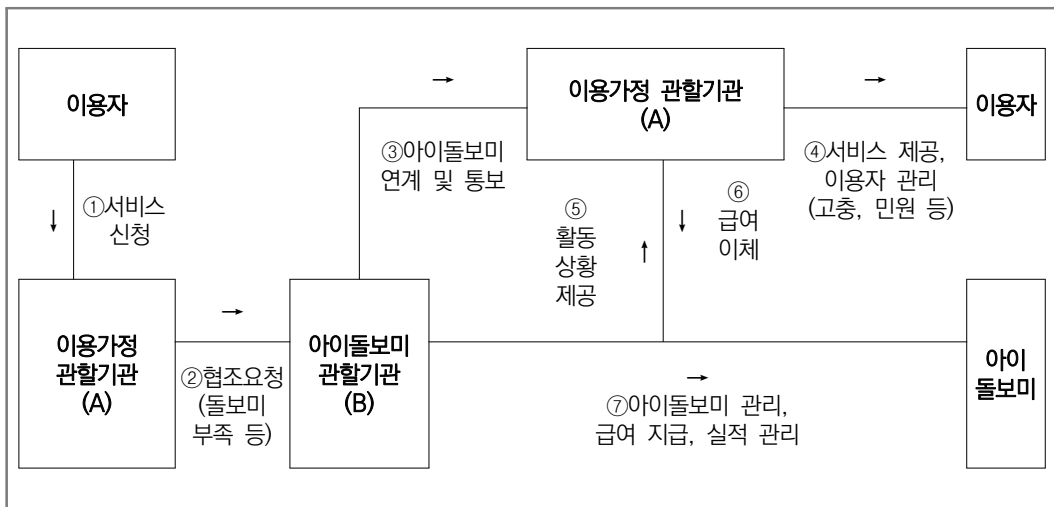 이용자
①서비스
신청
이용가정
관할기관
(A)
②협조요청
(돌보미
부족 등)
아이돌보미
관할기관
(B)
③아이돌보미
연계 및 통보
이용가정 관할기관
(A)
④서비스 제공,
이용자 관리
(고충, 민원 등)
이용자
⑤
활동
상황
제공
⑥
급여
이체
⑦아이돌보미 관리,
급여 지급, 실적 관리
아이
돌보미